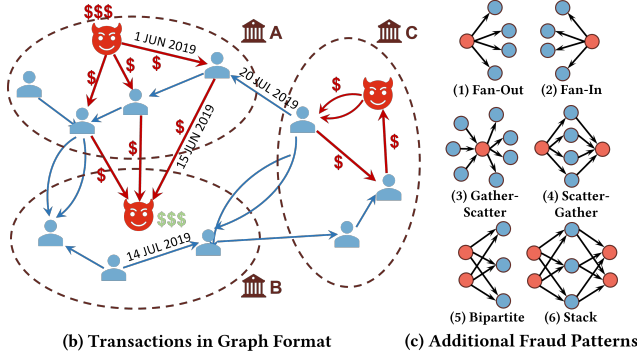 $$$
A
C
1 JUN 2019
$
$
$
20 JUL 2019
$
$
15 JUN 2019
$
$
$
$
$$$
14 JUL 2019
B
(1) Fan-Out
(2) Fan-In
(3) Gather-
Scatter
(4) Scatter-
Gather
(5) Bipartite
(6) Stack
(b) Transactions in Graph Format
(c) Additional Fraud Patterns